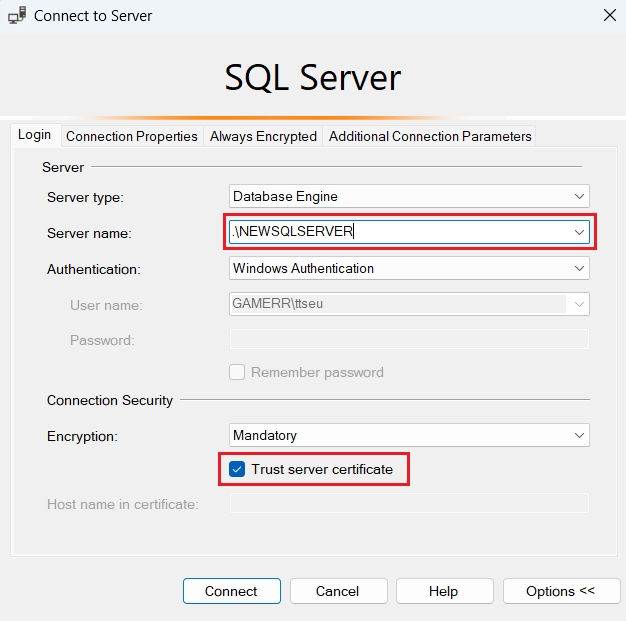 Connect to Server
SQL Server
Login Connection Properties Always Encrypted Additional Connection Parameters
Server
Server type: Database Engine
Server name: .\NEWSQLSERVER
Authentication: Windows Authentication
User name: GAMERR\ttseu
Password:
Remember password
Connection Security
Encryption: Mandatory
Trust server certificate
Host name in certificate:
Connect Cancel Help Options <<